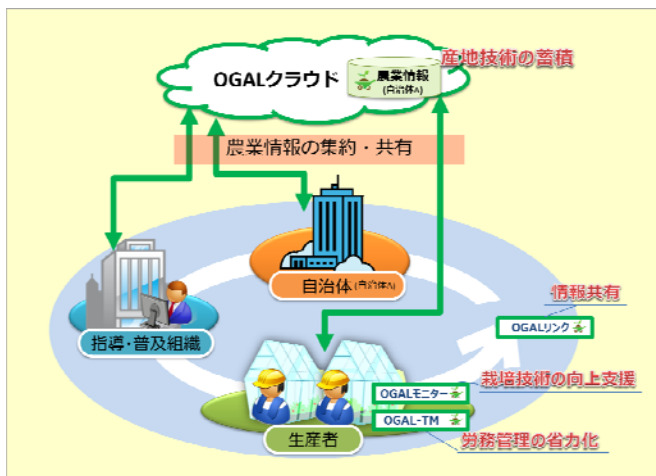 産地技術の蓄積
OGALクラウド
農業情報
(自治体A)
農業情報の集約・共有
自治体(自治体A)
指導・普及組織
情報共有
OGALリンク
栽培技術の向上支援
OGALモニター
OGAL-TM
労務管理の省力化
生産者